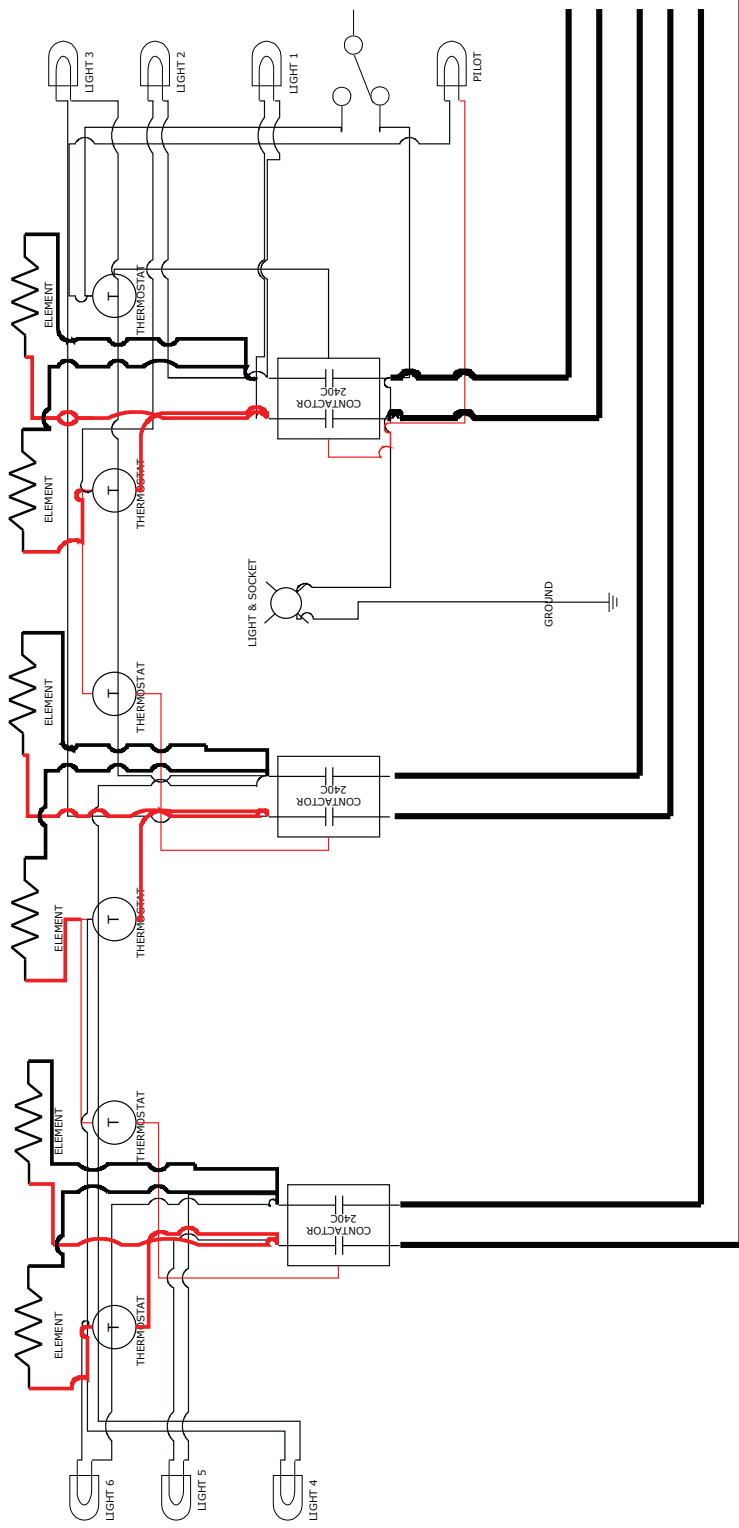 LIGHT 3
LIGHT 2
LIGHT 1
PILOT
ELEMENT
T
THERMOSTAT
CONTACTOR
240C
ELEMENT
T
THERMOSTAT
LIGHT & SOCKET
GROUND
ELEMENT
T
THERMOSTAT
CONTACTOR
240C
ELEMENT
T
THERMOSTAT
ELEMENT
T
THERMOSTAT
CONTACTOR
240C
ELEMENT
T
THERMOSTAT
LIGHT 6
LIGHT 5
LIGHT 4